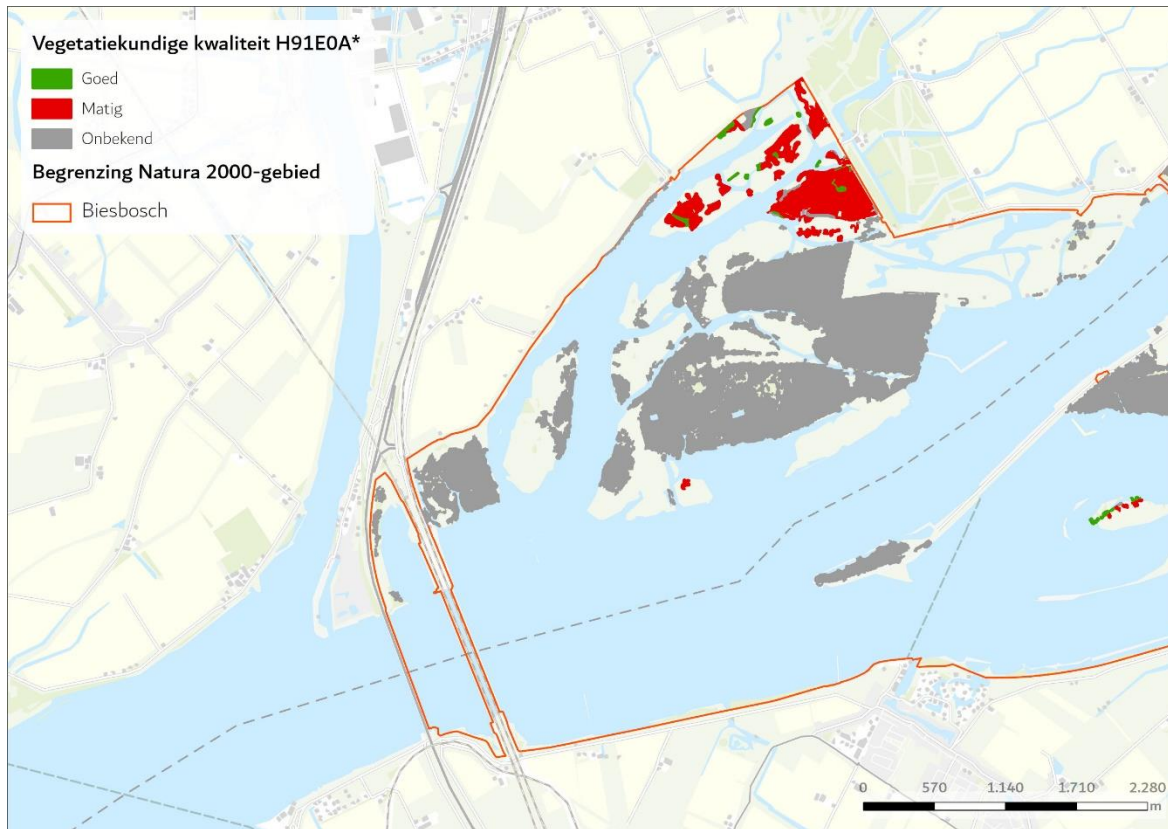 Vegetatiekundige kwaliteit H91E0A*
Goed
Matig
Onbekend
Begrenzing Natura 2000-gebied
Biesbosch
0 570 1.140 1.710 2.280
m